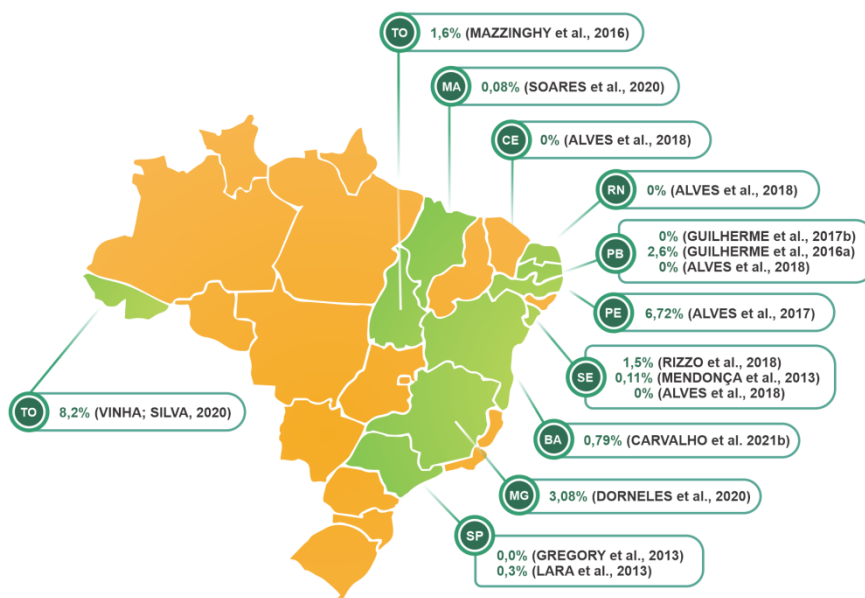 TO 1,6% (MAZZINGHY et al., 2016)
MA 0,08% (SOARES et al., 2020)
CE 0% (ALVES et al., 2018)
RN 0% (ALVES et al., 2018)
PB
0% (GUILHERME et al., 2017b)
2,6% (GUILHERME et al., 2016a)
0% (ALVES et al., 2018)
PE 6,72% (ALVES et al., 2017)
SE
1,5% (RIZZO et al., 2018)
0,11% (MENDONÇA et al., 2013)
0% (ALVES et al., 2018)
TO 8,2% (VINHA; SILVA, 2020)
BA 0,79% (CARVALHO et al. 2021b)
MG 3,08% (DORNELES et al., 2020)
SP
0,0% (GREGORY et al., 2013)
0,3% (LARA et al., 2013)